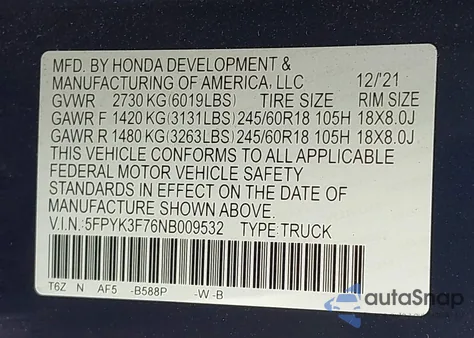 MFD. BY HONDA DEVELOPMENT &
MANUFACTURING OF AMERICA, LLC 12/'21
GVWR 2730 KG(6019LBS) TIRE SIZE RIM SIZE
GAWR F 1420 KG(3131LBS) 245/60R18 105H 18X8.0J
GAWR R 1480 KG(3263LBS) 245/60R18 105H 18X8.0J
THIS VEHICLE CONFORMS TO ALL APPLICABLE
FEDERAL MOTOR VEHICLE SAFETY
STANDARDS IN EFFECT ON THE DATE OF
MANUFACTURE SHOWN ABOVE.
V.I.N.:5FPYK3F76NB009532 TYPE:TRUCK
T6Z N AF5 -B588P -W -B
autoSnap